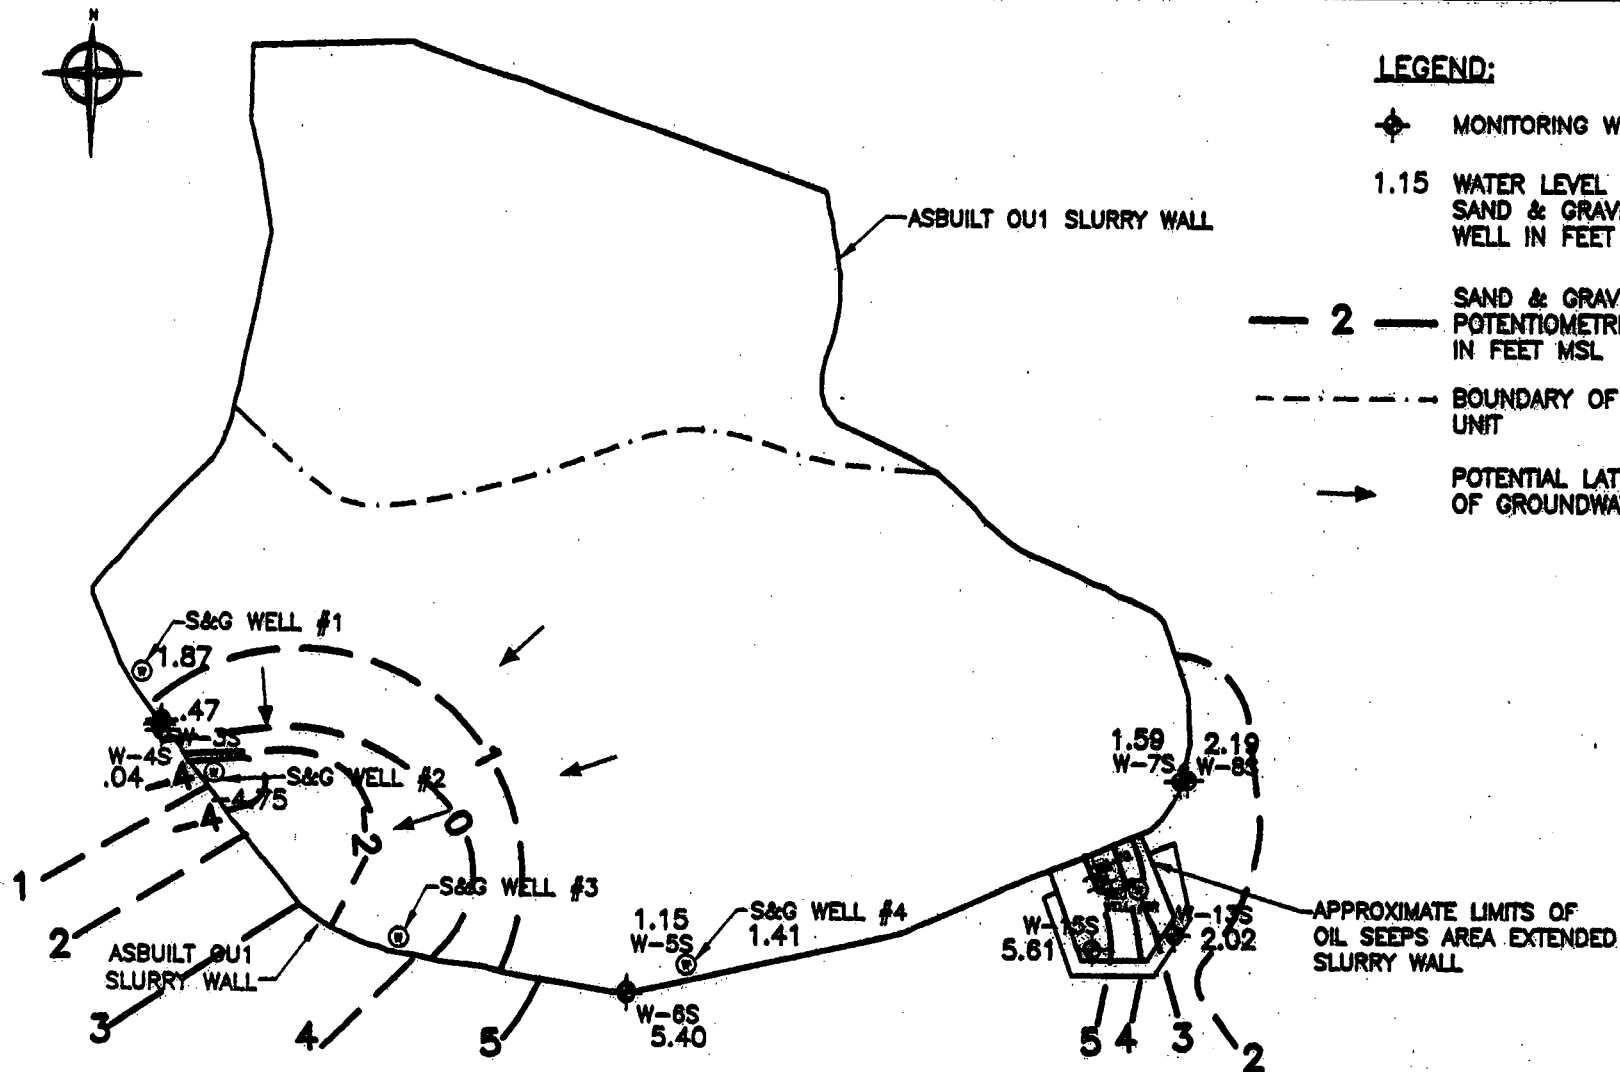 N
LEGEND:
MONITORING W
1.15 WATER LEVEL
SAND & GRAV
WELL IN FEET
2 SAND & GRAV
POTENTIOMETRI
IN FEET MSL
BOUNDARY OF
UNIT
POTENTIAL LAT
OF GROUNDWA
ASBUILT OU1 SLURRY WALL
S&G WELL #1
1.87
.47
W-3S
W-4S
.04
4
S&G WELL #2
-4.75
4
1
0
2
S&G WELL #3
1.15
W-5S
S&G WELL #4
1.41
W-6S
5.40
1.59
W-7S
2.19
W-8S
W-15S
5.61
W-13S
2.02
APPROXIMATE LIMITS OF
OIL SEEPS AREA EXTENDED
SLURRY WALL
ASBUILT OU1
SLURRY WALL
1
2
3
4
5
5
4
3
2